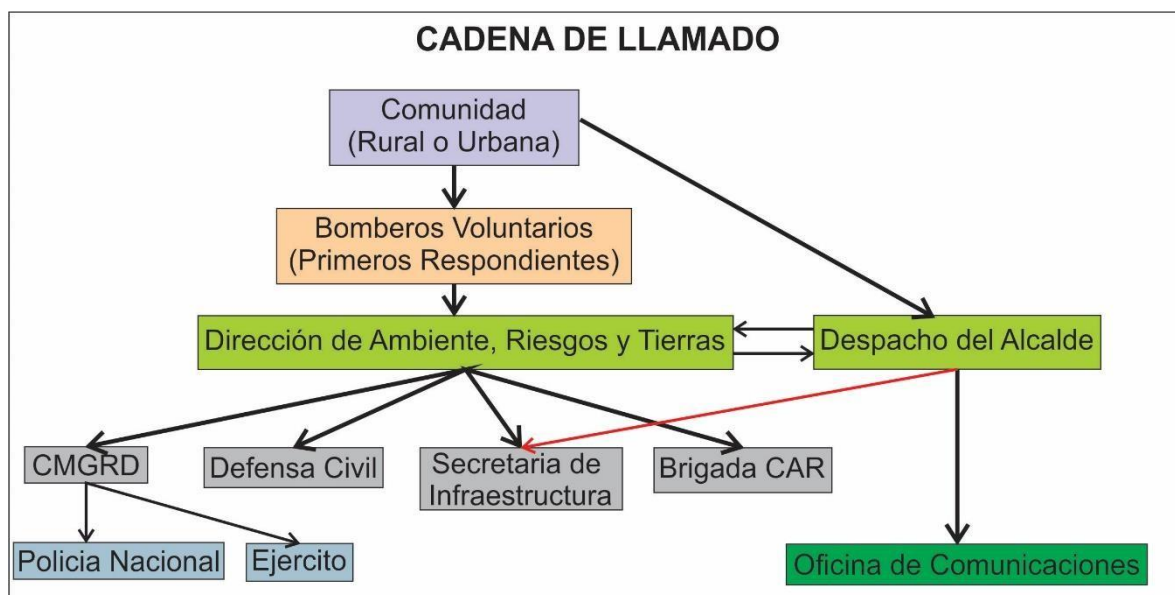 CADENA DE LLAMADO
Comunidad
(Rural o Urbana)
Bomberos Voluntarios
(Primeros Respondientes)
Dirección de Ambiente, Riesgos y Tierras
Despacho del Alcalde
CMGRD
Defensa Civil
Secretaria de
Infraestructura
Brigada CAR
Policia Nacional
Ejercito
Oficina de Comunicaciones